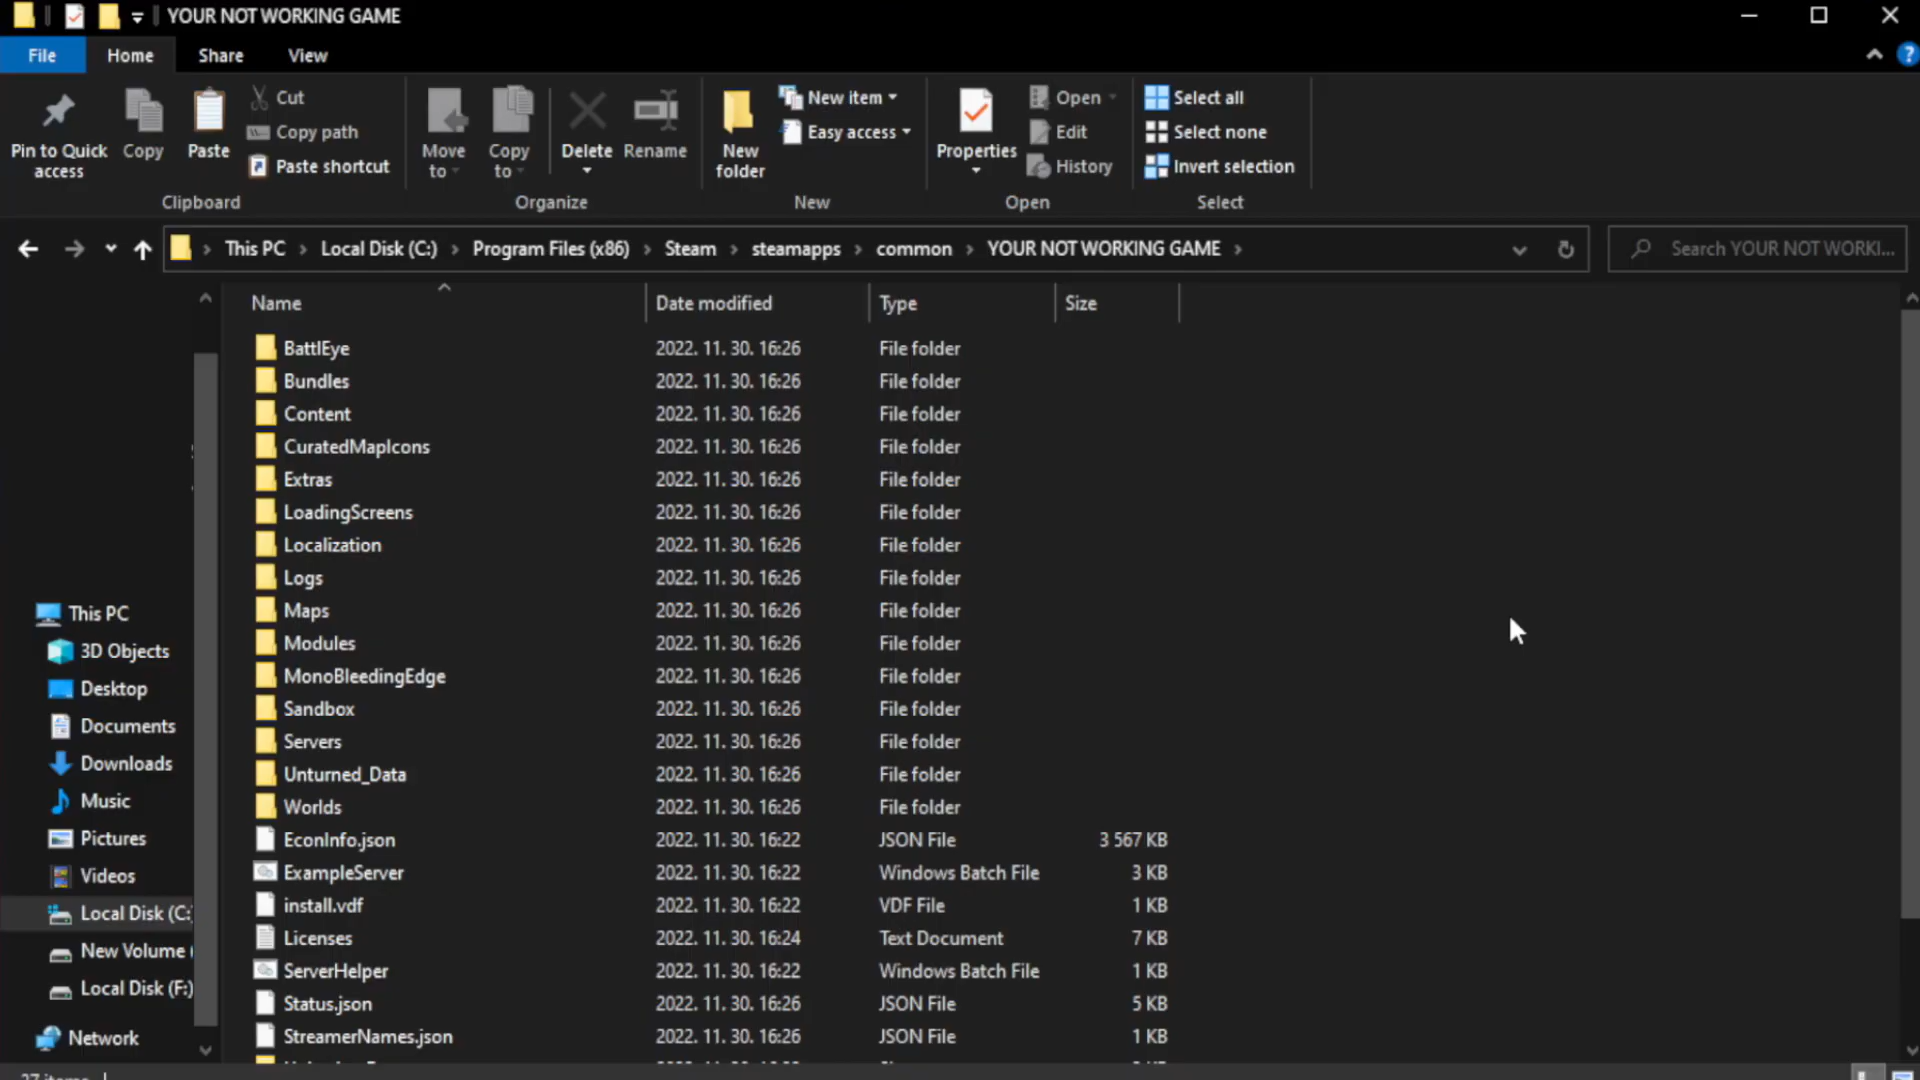 YOUR NOT WORKING GAME
File Home Share View
Pin to Quick access
Copy
Paste
Cut
Copy path
Paste shortcut
Clipboard
Move to
Copy to
Delete
Rename
Organize
New folder
New item
Easy access
New
Properties
Open
Edit
History
Open
Select all
Select none
Invert selection
Select
This PC > Local Disk (C:) > Program Files (x86) > Steam > steamapps > common > YOUR NOT WORKING GAME >
Search YOUR NOT WORKI...
This PC
3D Objects
Desktop
Documents
Downloads
Music
Pictures
Videos
Local Disk (C:
New Volume (
Local Disk (F:)
Network
Name Date modified Type Size
BattlEye 2022. 11. 30. 16:26 File folder
Bundles 2022. 11. 30. 16:26 File folder
Content 2022. 11. 30. 16:26 File folder
CuratedMapIcons 2022. 11. 30. 16:26 File folder
Extras 2022. 11. 30. 16:26 File folder
LoadingScreens 2022. 11. 30. 16:26 File folder
Localization 2022. 11. 30. 16:26 File folder
Logs 2022. 11. 30. 16:26 File folder
Maps 2022. 11. 30. 16:26 File folder
Modules 2022. 11. 30. 16:26 File folder
MonoBleedingEdge 2022. 11. 30. 16:26 File folder
Sandbox 2022. 11. 30. 16:26 File folder
Servers 2022. 11. 30. 16:26 File folder
Unturned_Data 2022. 11. 30. 16:26 File folder
Worlds 2022. 11. 30. 16:26 File folder
EconInfo.json 2022. 11. 30. 16:22 JSON File 3 567 KB
ExampleServer 2022. 11. 30. 16:22 Windows Batch File 3 KB
install.vdf 2022. 11. 30. 16:22 VDF File 1 KB
Licenses 2022. 11. 30. 16:24 Text Document 7 KB
ServerHelper 2022. 11. 30. 16:22 Windows Batch File 1 KB
Status.json 2022. 11. 30. 16:26 JSON File 5 KB
StreamerNames.json 2022. 11. 30. 16:26 JSON File 1 KB